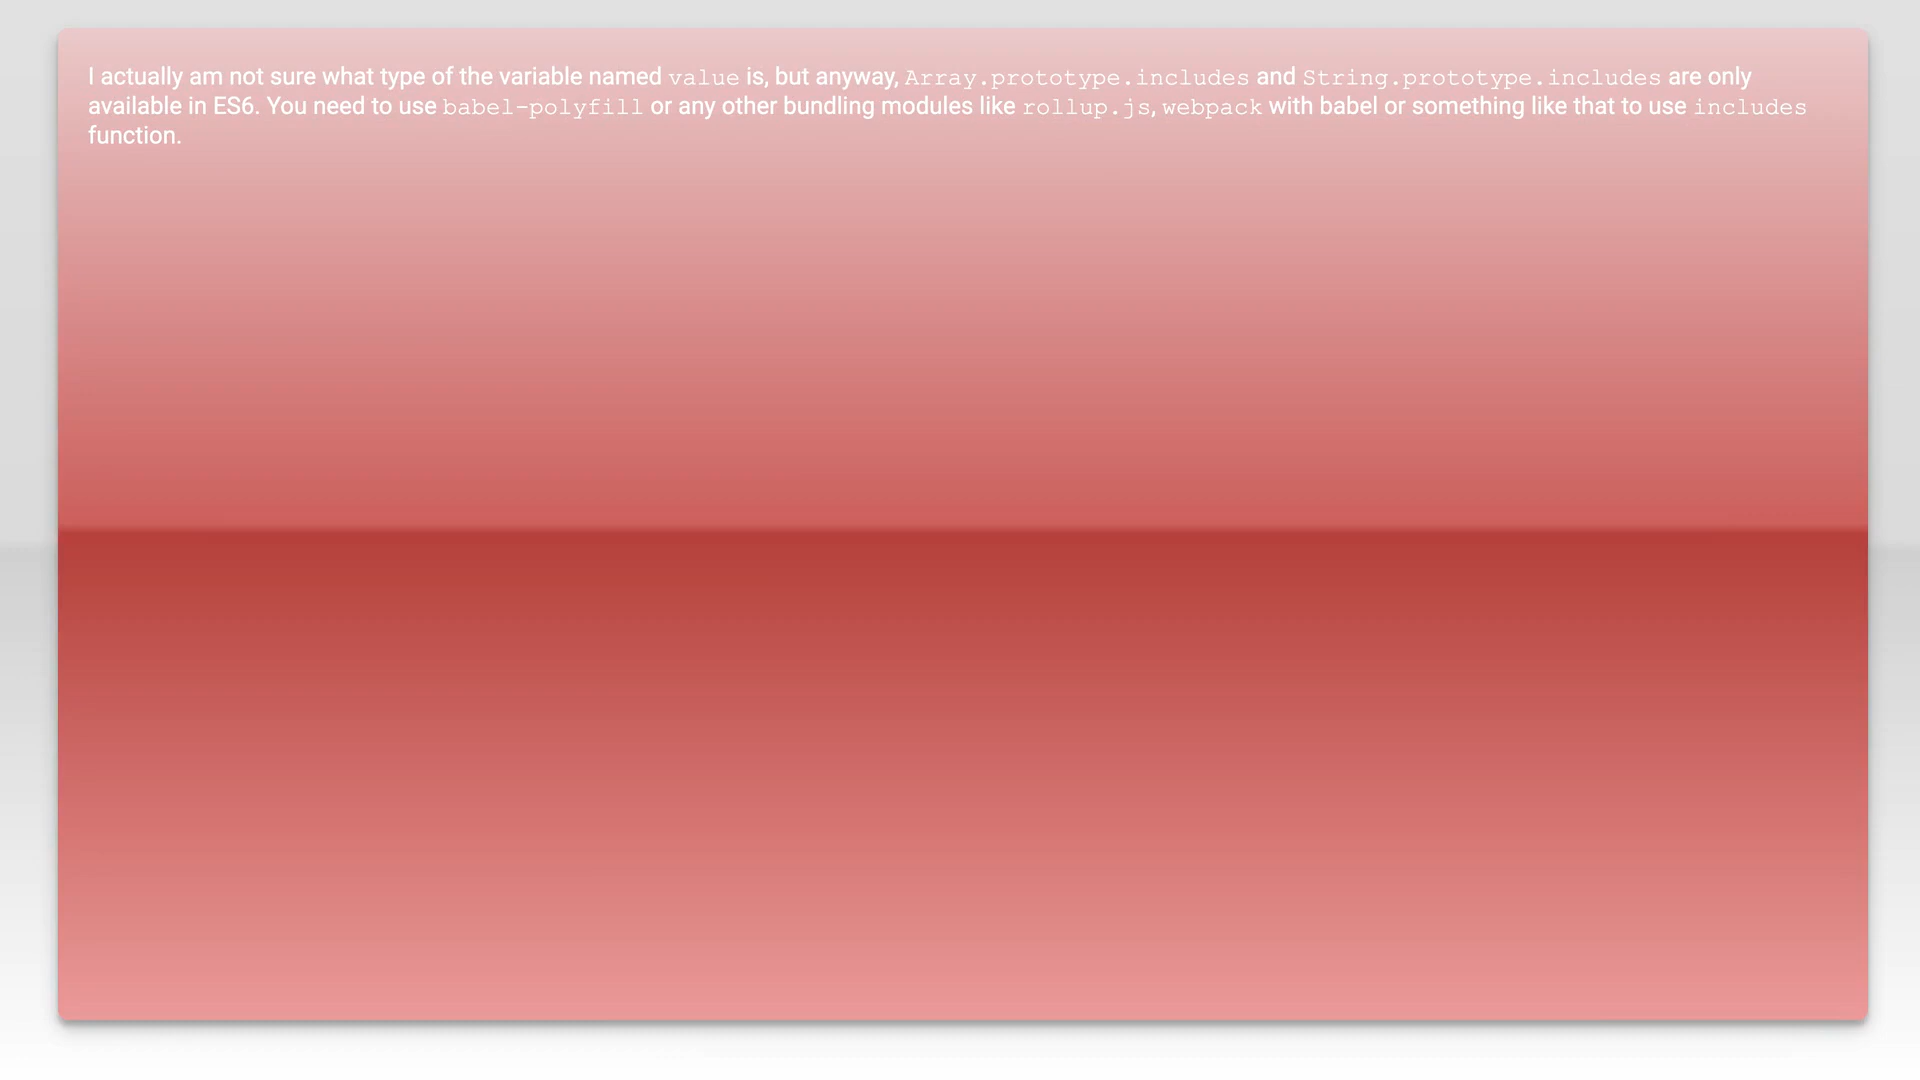 I actually am not sure what type of the variable named value is, but anyway, Array.prototype.includes and String.prototype.includes are only
available in ES6. You need to use babel-polyfill or any other bundling modules like rollup.js, webpack with babel or something like that to use includes
function.